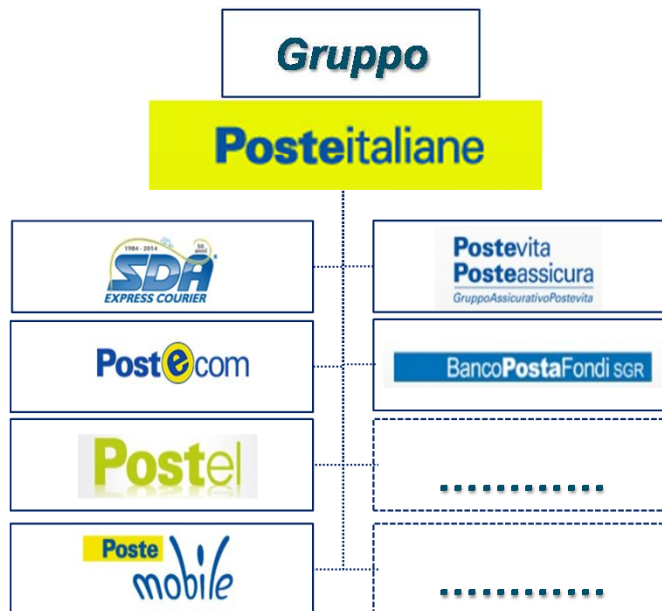 Gruppo
Posteitaliane
1984 - 2014 30 anni
SDA
EXPRESS COURIER
Postevita
Posteassicura
GruppoAssicurativoPostevita
Postecom
BancoPostaFondi SGR
Postel
............
Poste
mobile
............